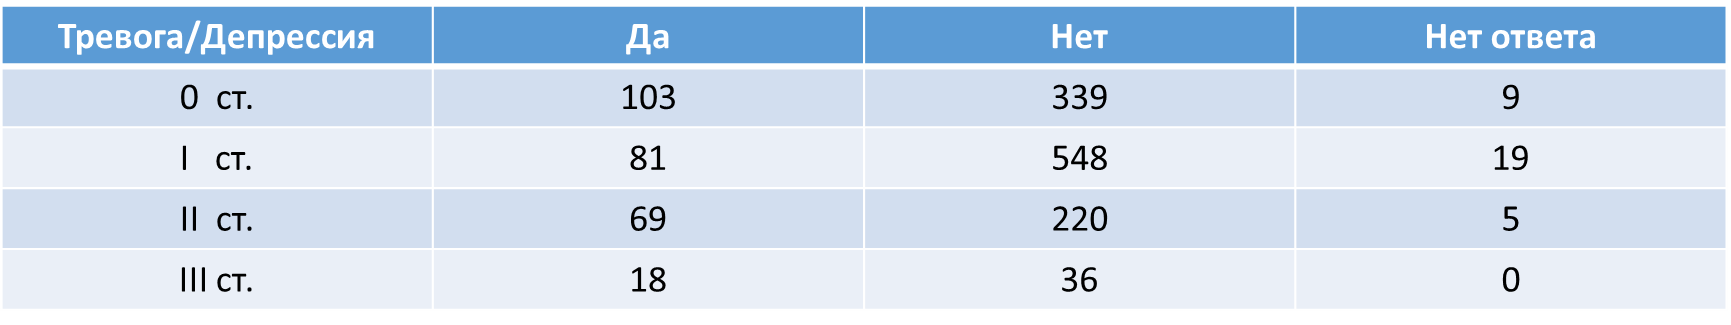 Тревога/Депрессия Да Нет Нет ответа
0 ст. 103 339 9
I ст. 81 548 19
II ст. 69 220 5
III ст. 18 36 0